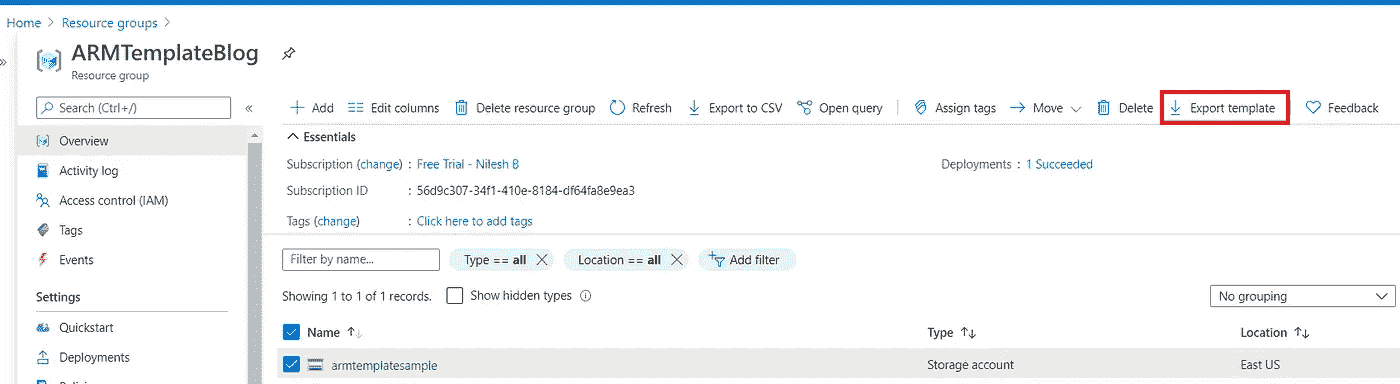 Home > Resource groups >
»
ARMTemplateBlog
Resource group
Search (Ctrl+/)
«
Overview
Activity log
Access control (IAM)
Tags
Events
Settings
Quickstart
Deployments
Add Edit columns Delete resource group Refresh Export to CSV Open query Assign tags Move Delete Export template Feedback
Essentials
Subscription (change) : Free Trial - Nilesh B
Deployments : 1 Succeeded
Subscription ID : 56d9c307-34f1-410e-8184-df64fa8e9ea3
Tags (change) : Click here to add tags
Filter by name... Type == all Location == all Add filter
Showing 1 to 1 of 1 records. Show hidden types No grouping
Name Type Location
armtemplatesample Storage account East US